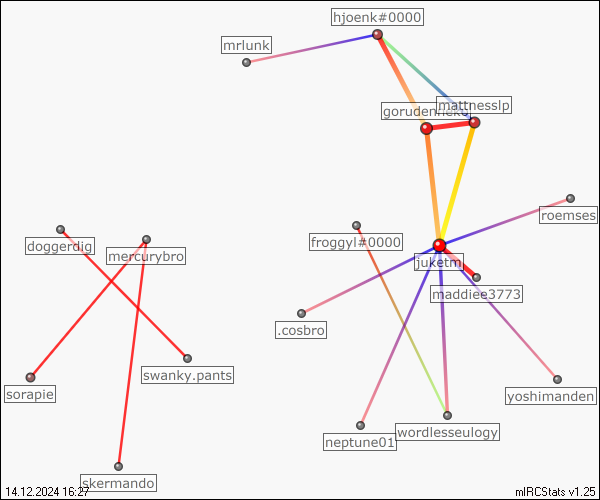 hjoenk#0000
mrlunk
mattnesslp
roemses
doggerdig
froggyl#0000
mercurybro
juketm
maddiee3773
.cosbro
swanky.pants
sorapie
yoshimanden
wordlesseulogy
neptune01
skermando
14.12.2024 16:27
mIRCStats v1.25